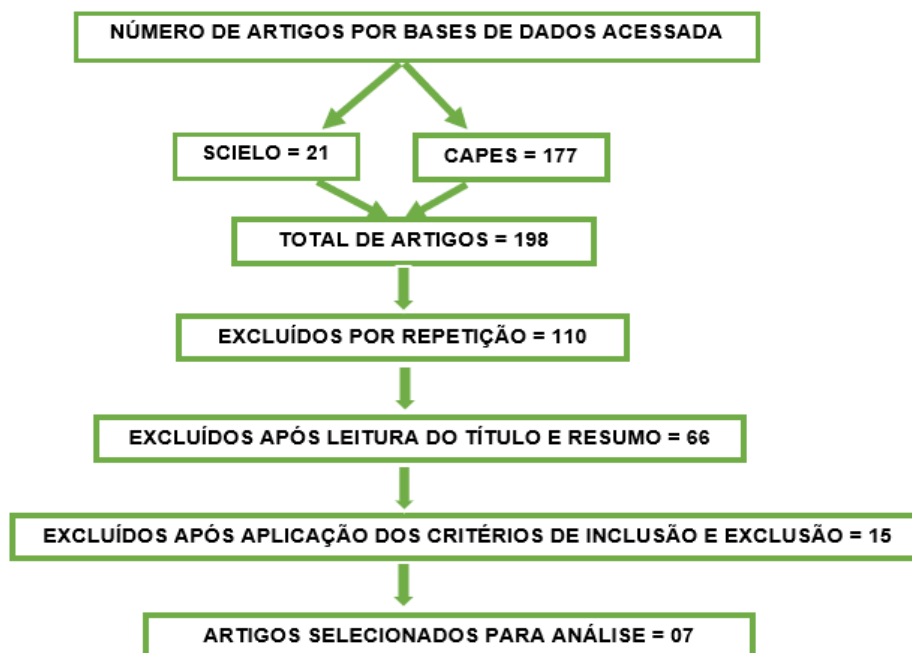 NÚMERO DE ARTIGOS POR BASES DE DADOS ACESSADA
SCIELO = 21
CAPES = 177
TOTAL DE ARTIGOS = 198
EXCLUÍDOS POR REPETIÇÃO = 110
EXCLUÍDOS APÓS LEITURA DO TÍTULO E RESUMO = 66
EXCLUÍDOS APÓS APLICAÇÃO DOS CRITÉRIOS DE INCLUSÃO E EXCLUSÃO = 15
ARTIGOS SELECIONADOS PARA ANÁLISE = 07